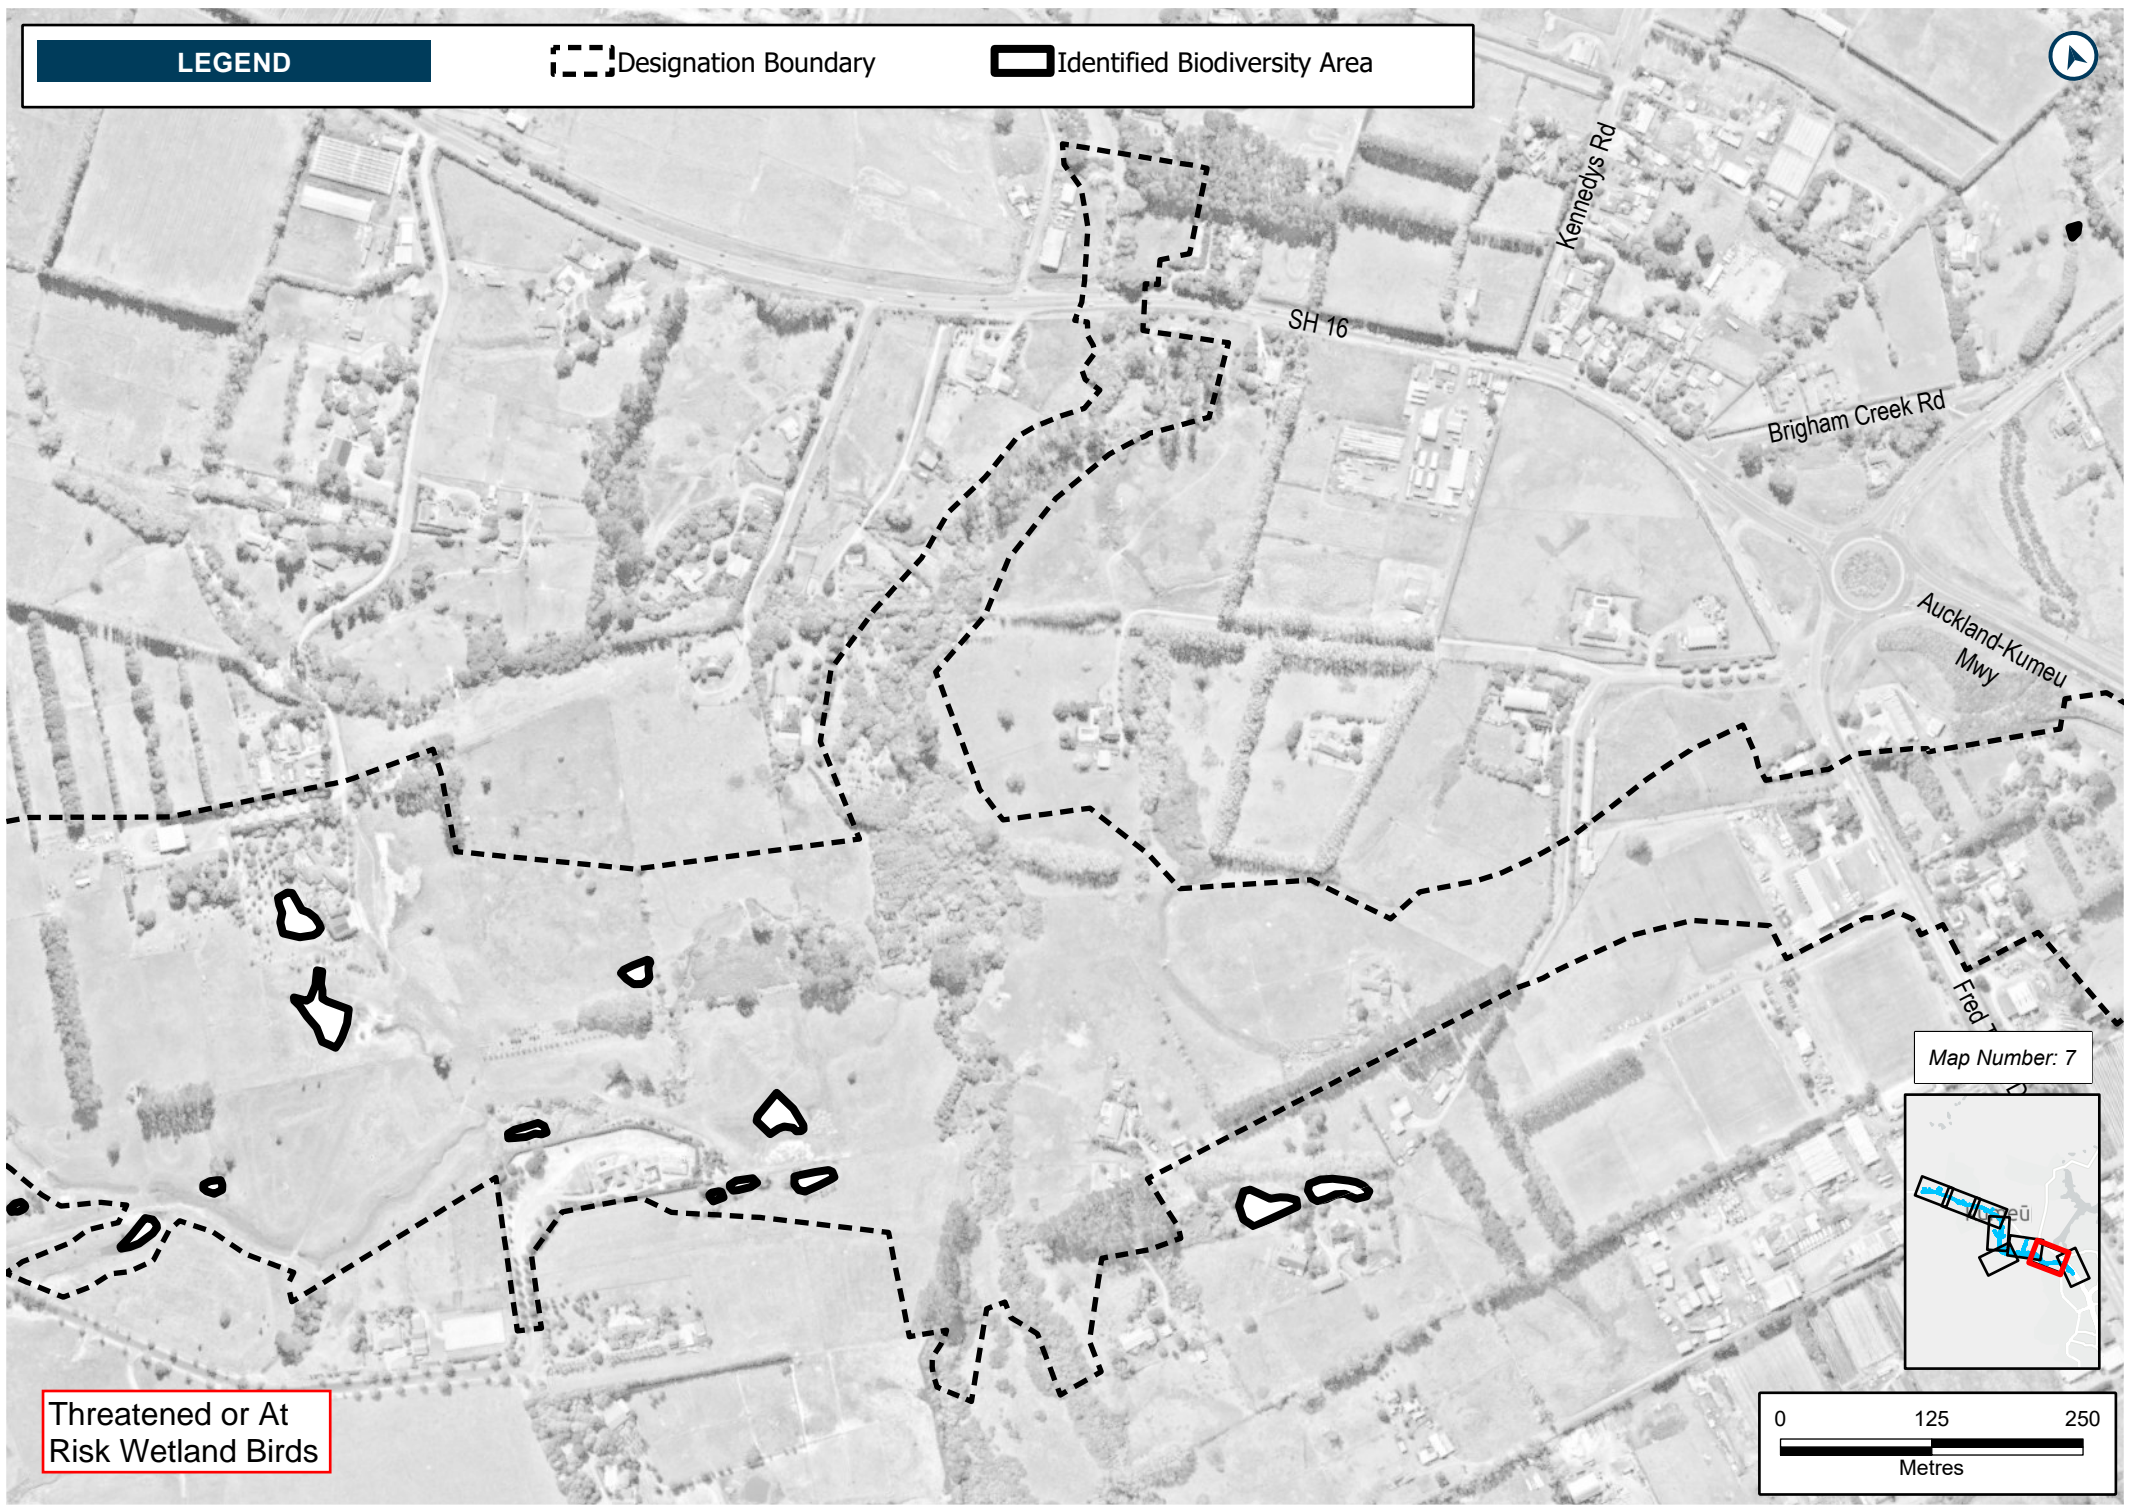 LEGEND
Designation Boundary
Identified Biodiversity Area
Kennedys Rd
SH 16
Brigham Creek Rd
Auckland-Kumeu
Mwy
Fred
Map Number: 7
Threatened or At
Risk Wetland Birds
0 125 250
Metres